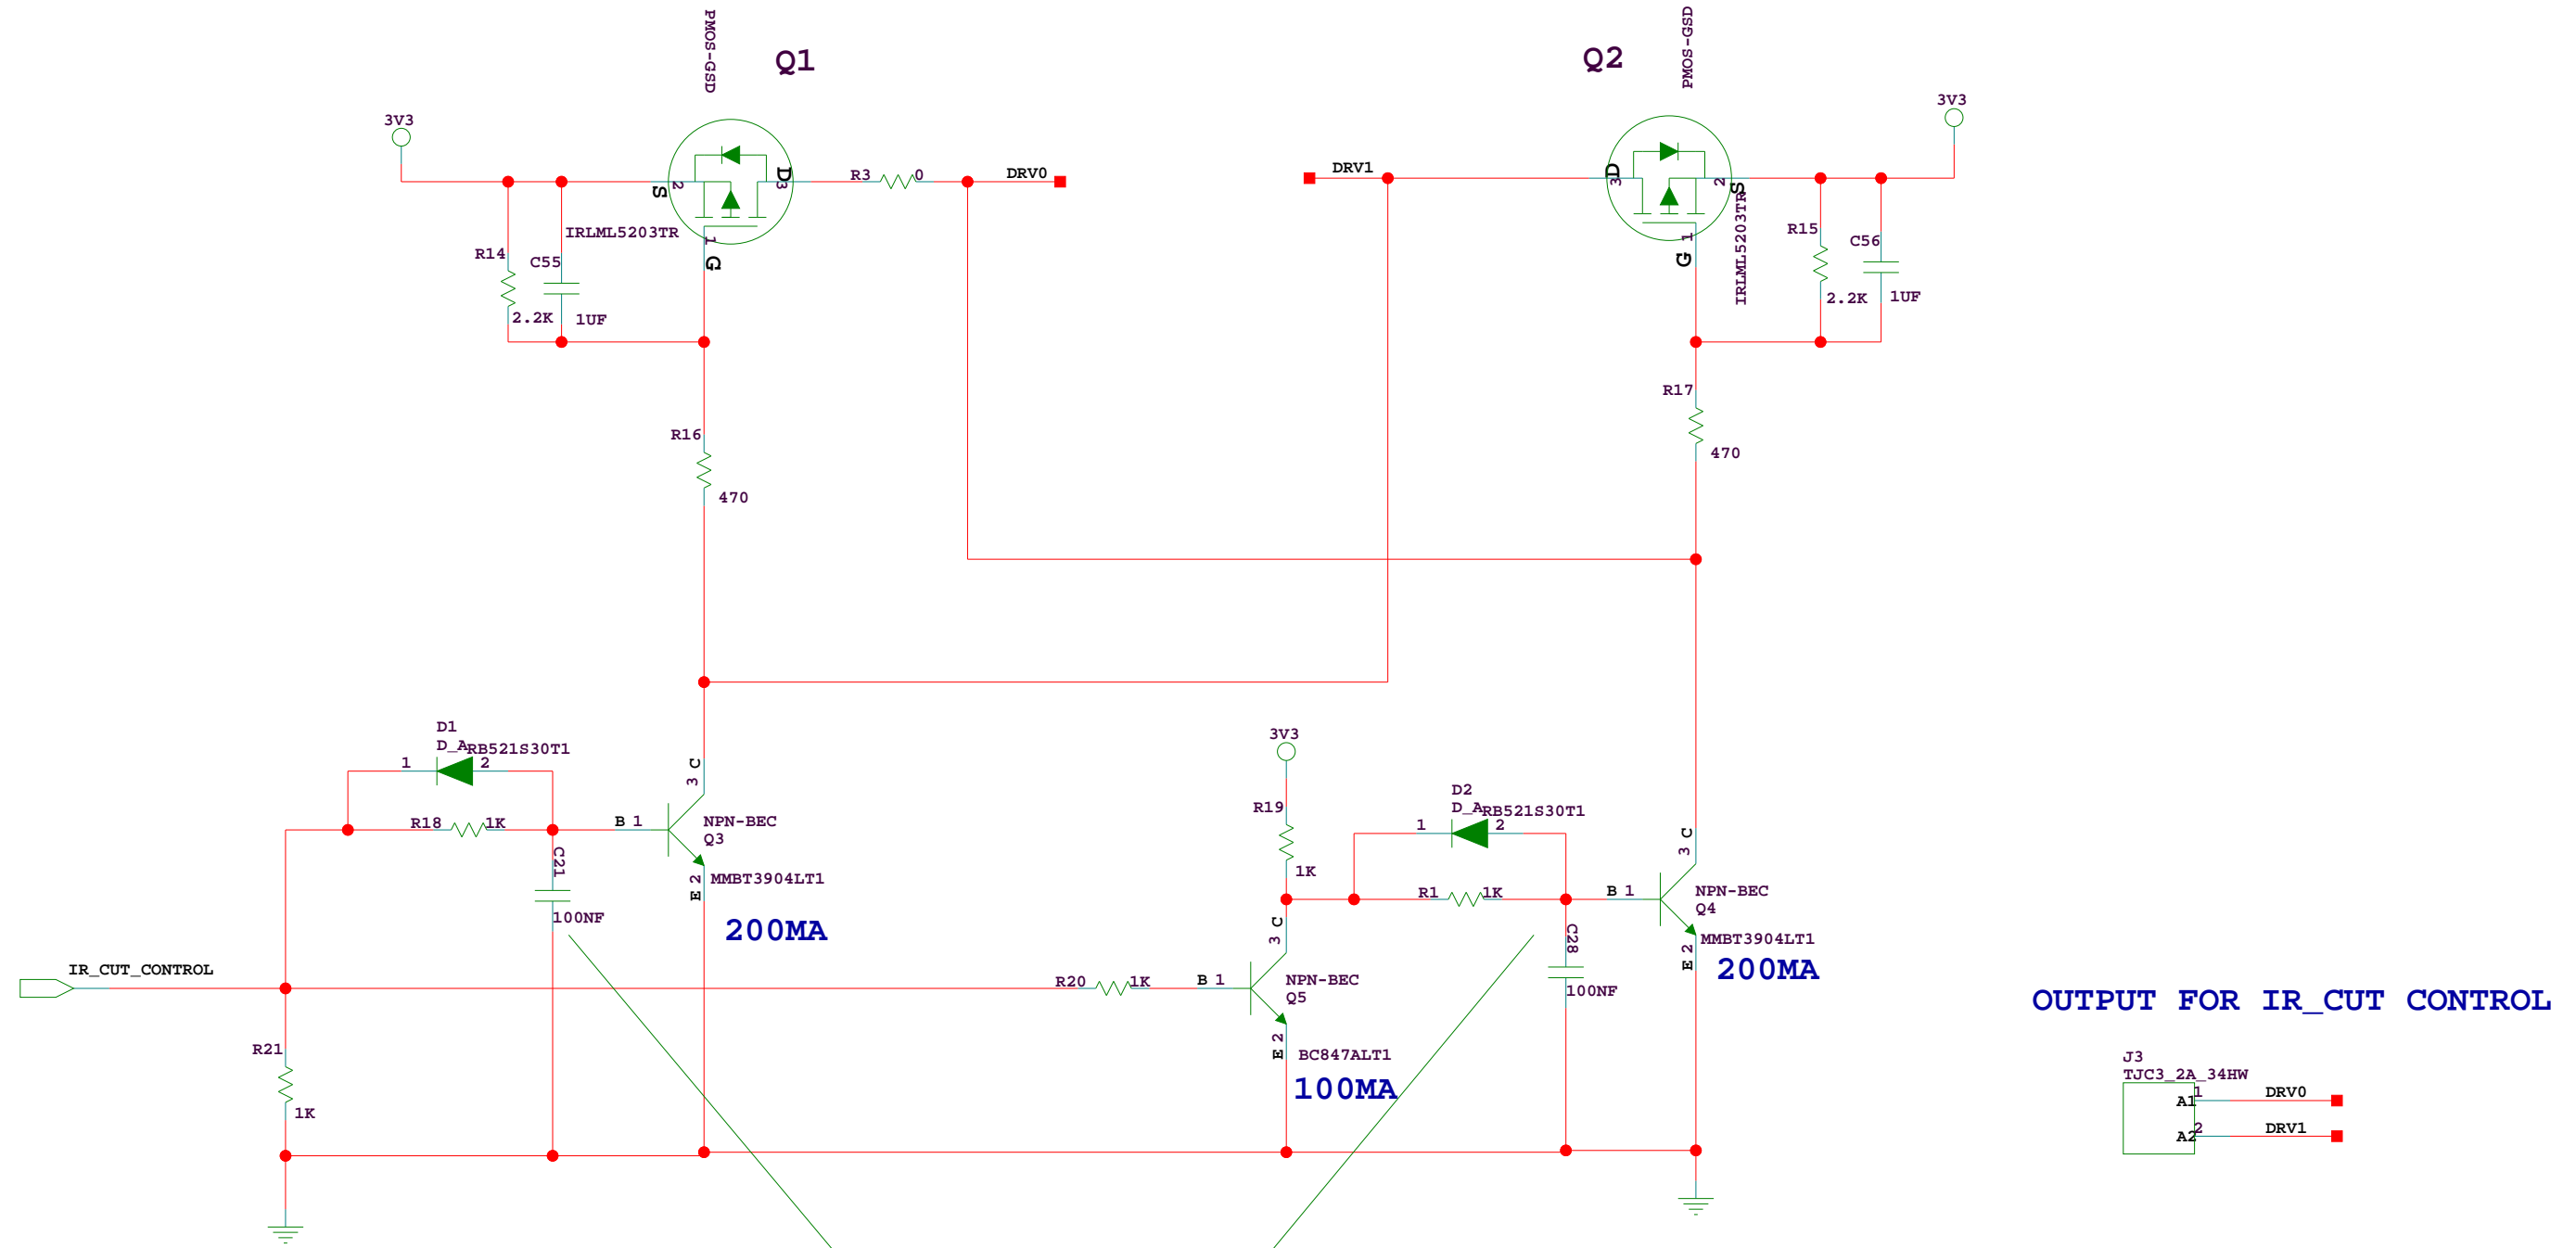 PMOS-GSD
Q1
Q2
PMOS-GSD
3V3
3V3
S
2
D
3
R3
0
DRV0
DRV1
D
3
2
S
IRLML5203TR
1
G
R14
C55
2.2K
1UF
1
G
IRLML5203TR
R15
C56
2.2K
1UF
R16
470
R17
470
D1
D_A
RB521S30T1
1
2
R18
1K
B 1
3 C
NPN-BEC
Q3
E 2
MMBT3904LT1
200MA
C21
100NF
3V3
R19
1K
D2
D_A
RB521S30T1
1
2
R1
1K
B 1
3 C
NPN-BEC
Q4
E 2
MMBT3904LT1
200MA
C28
100NF
IR_CUT_CONTROL
R20
1K
B 1
3 C
NPN-BEC
Q5
E 2
BC847ALT1
100MA
R21
1K
OUTPUT FOR IR_CUT CONTROL
J3
TJC3_2A_34HW
A1
1
DRV0
A2
2
DRV1